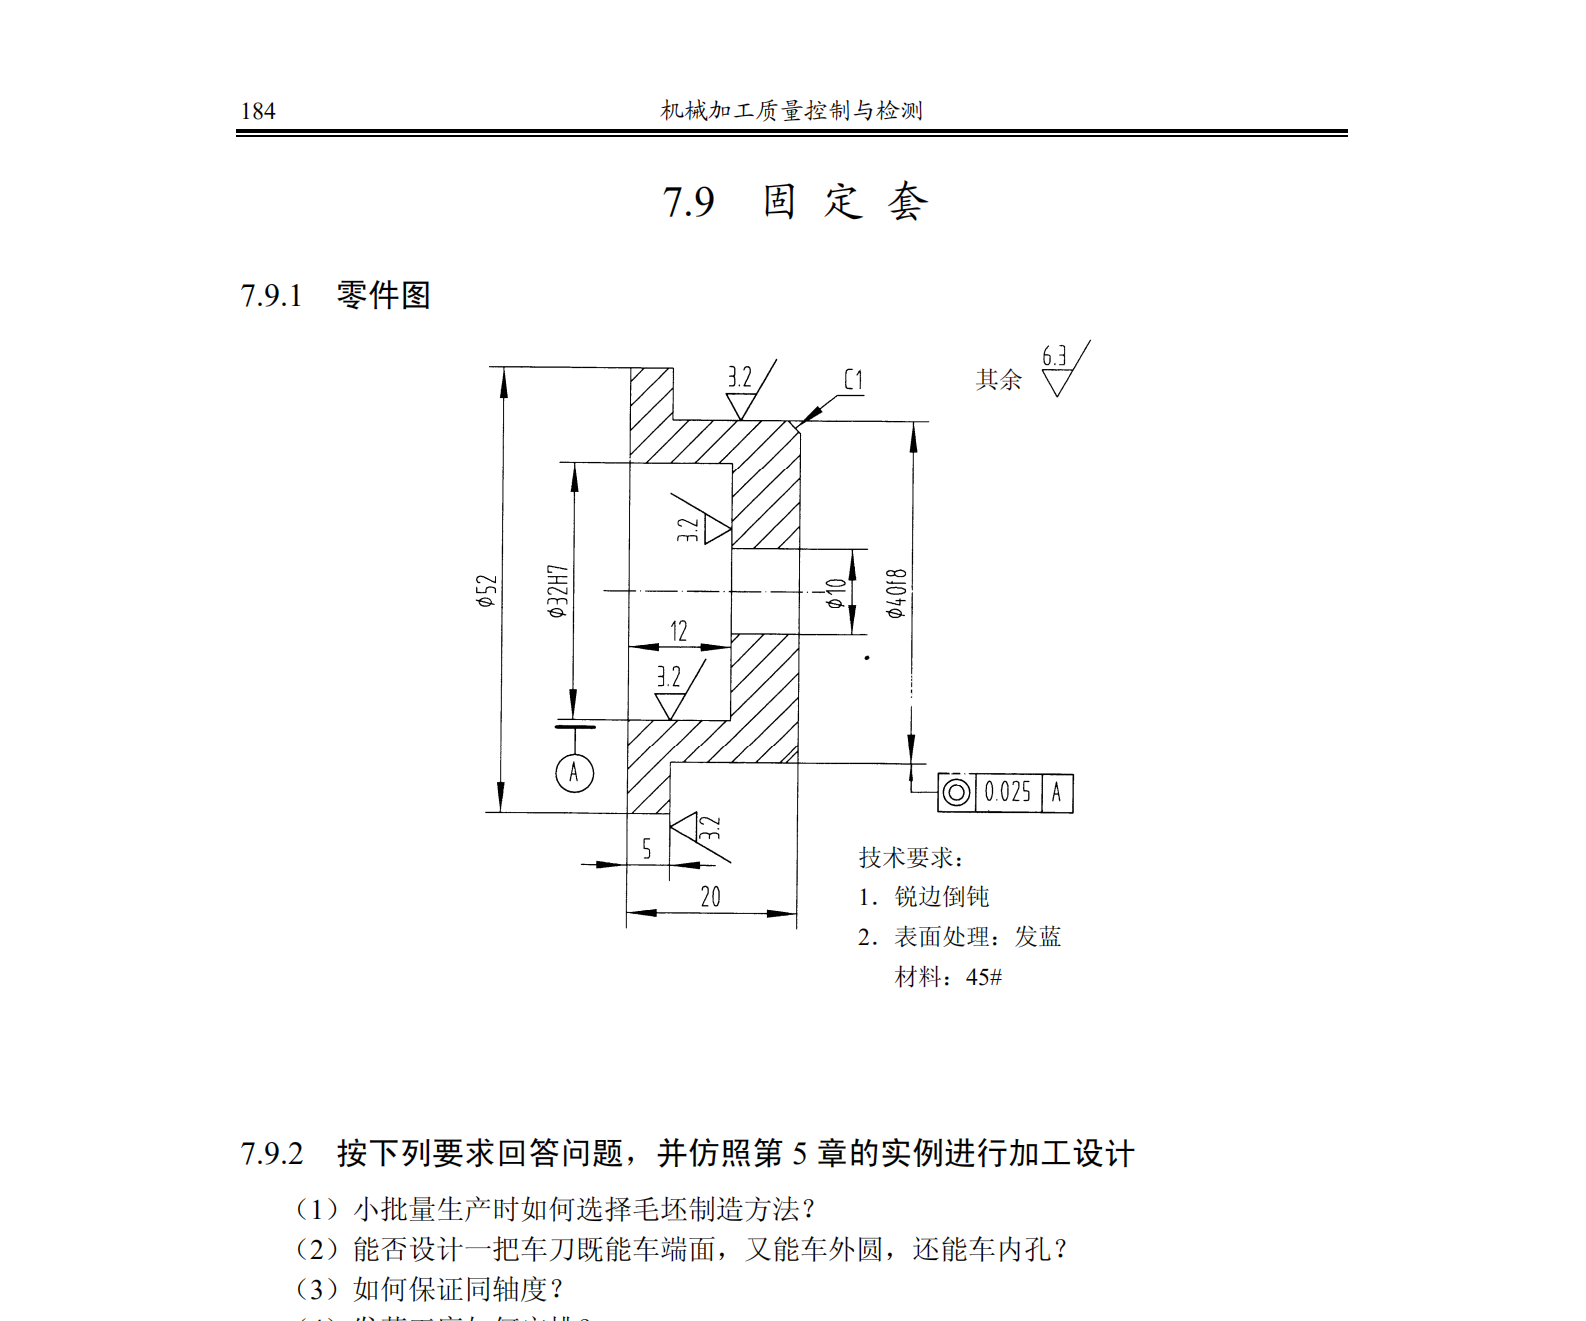 184
机械加工质量控制与检测
7.9 固定套
7.9.1 零件图
其余 6.3
3.2
C1
3.2
φ52
φ32H7
φ10
φ40f8
12
3.2
A
◎ 0.025 A
3.2
5
20
技术要求:
1. 锐边倒钝
2. 表面处理: 发蓝
材料: 45#
7.9.2 按下列要求回答问题,并仿照第 5 章的实例进行加工设计
(1)小批量生产时如何选择毛坯制造方法?
(2)能否设计一把车刀既能车端面,又能车外圆,还能车内孔?
(3)如何保证同轴度?